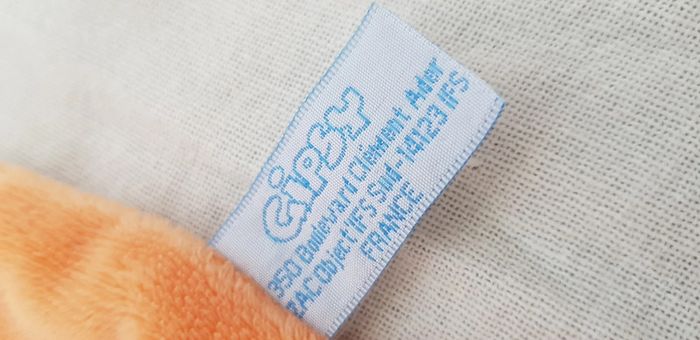 GiPSY
350 Boulevard Clément Ader
ZAC Object'IFS Sud-14123 IFS
FRANCE